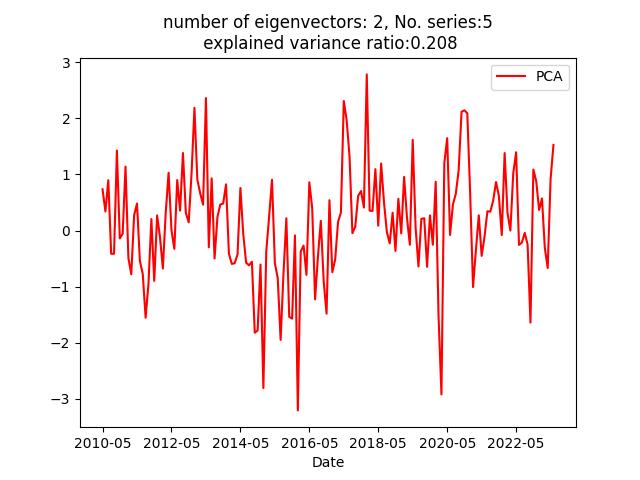 number of eigenvectors: 2, No. series:5
explained variance ratio:0.208
PCA
3
2
1
0
−1
−2
−3
2010-05 2012-05 2014-05 2016-05 2018-05 2020-05 2022-05
Date